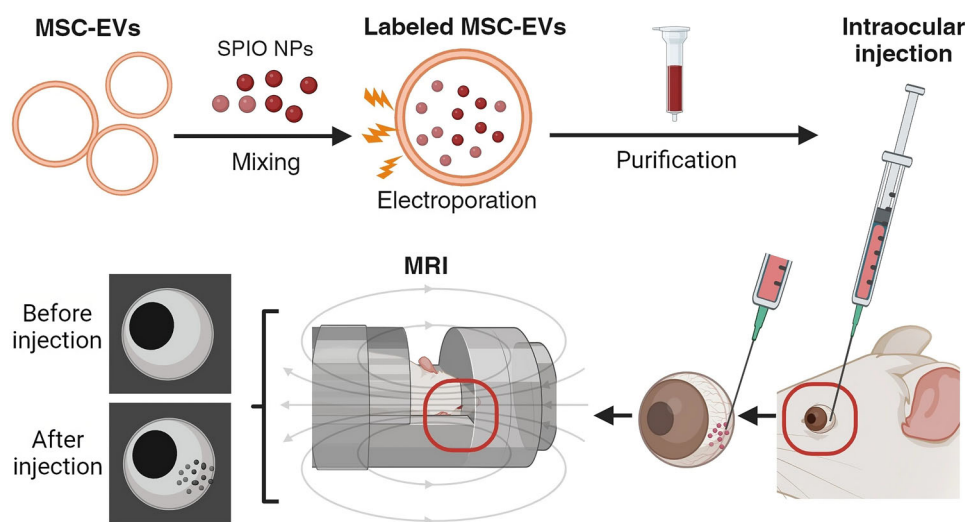 MSC-EVs
SPIO NPs
Mixing
Labeled MSC-EVs
Electroporation
Purification
Intraocular
injection
MRI
Before
injection
After
injection